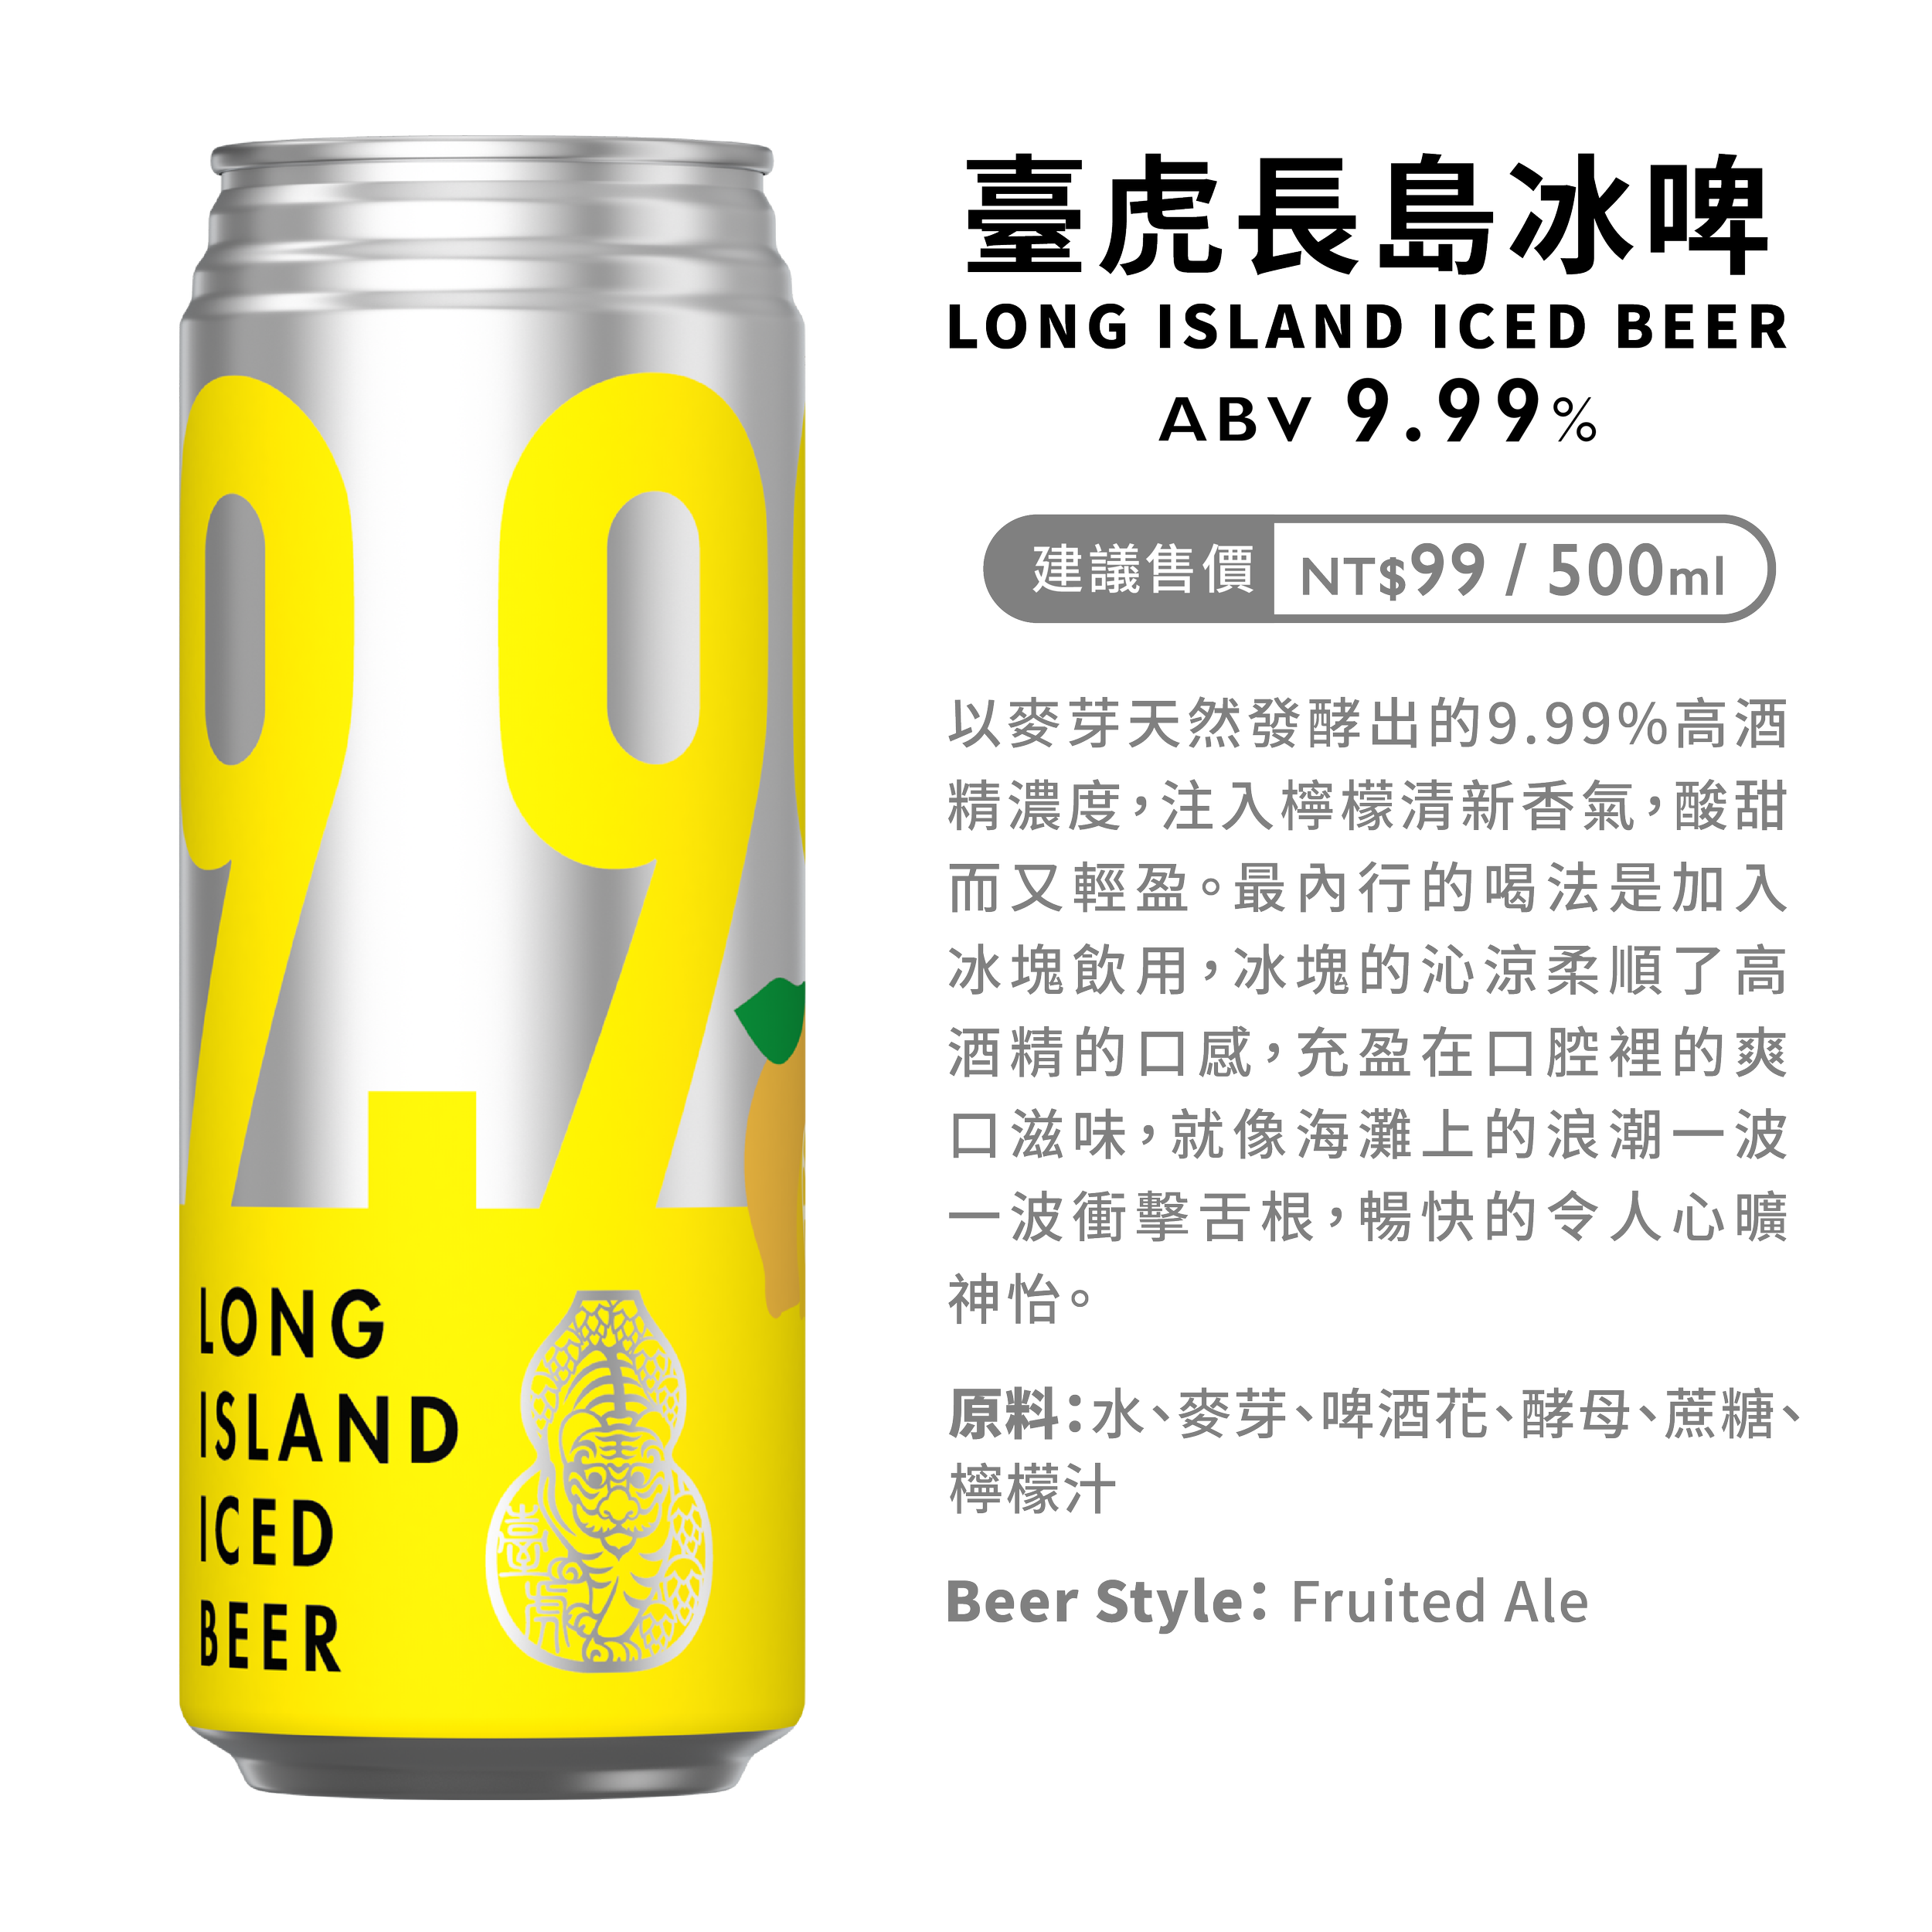 臺虎長島冰啤
LONG ISLAND ICED BEER
ABV 9.99%
建議售價 NT$99 / 500ml
以麥芽天然發酵出的9.99%高酒
精濃度，注入檸檬清新香氣，酸甜
而又輕盈。最內行的喝法是加入
冰塊飲用，冰塊的沁涼柔順了高
酒精的口感，充盈在口腔裡的爽
口滋味，就像海灘上的浪潮一波
一波衝擊舌根，暢快的令人心曠
神怡。
原料：水、麥芽、啤酒花、酵母、蔗糖、
檸檬汁
Beer Style： Fruited Ale
9.9
LONG
ISLAND
ICED
BEER
臺虎